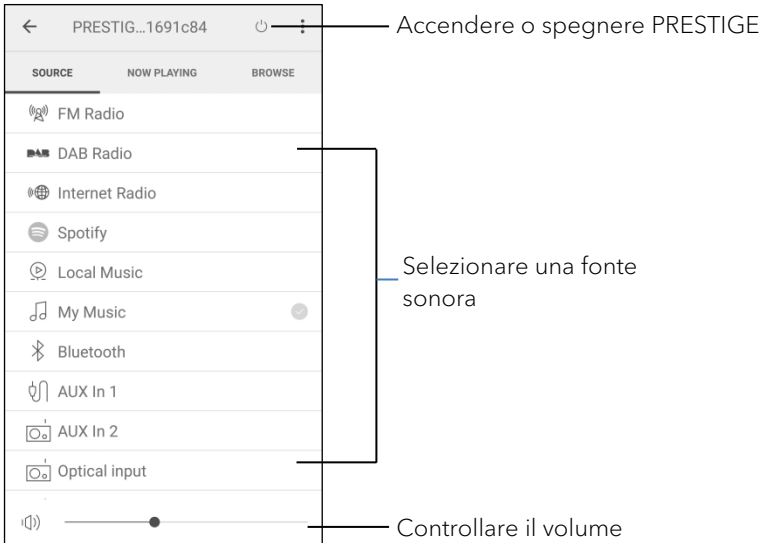 PRESTIG...1691c84
Accendere o spegnere PRESTIGE
SOURCE NOW PLAYING BROWSE
FM Radio
DAB DAB Radio
Internet Radio
Spotify
Selezionare una fonte
sonora
Local Music
My Music
Bluetooth
AUX In 1
AUX In 2
Optical input
Controllare il volume